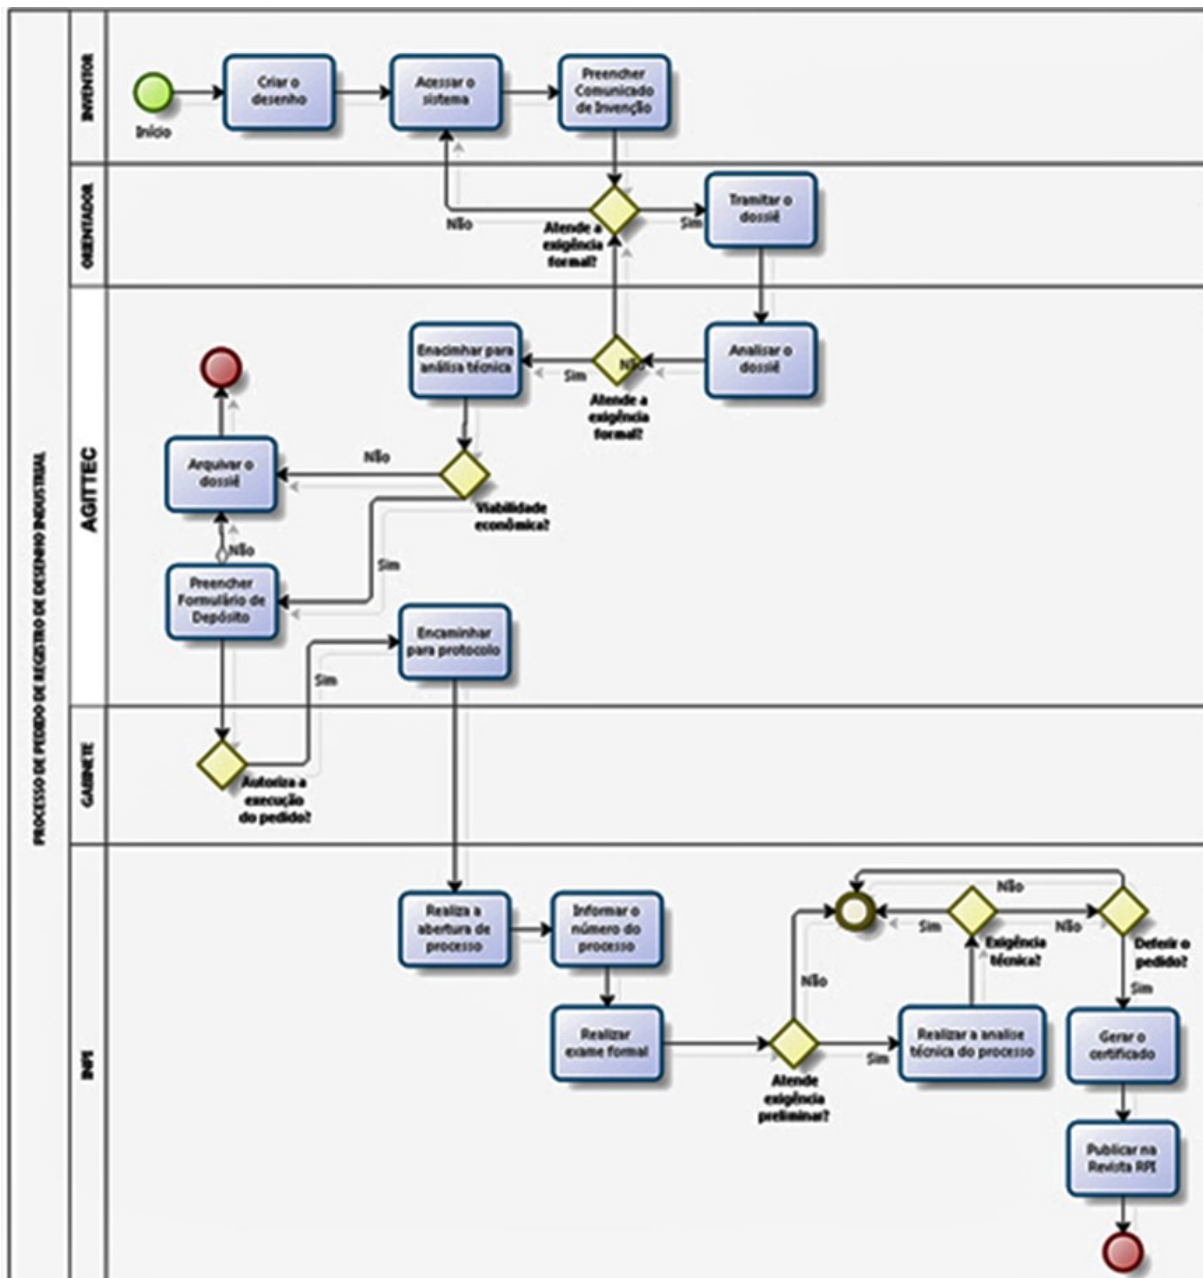 PROCESSO DE PEDIDO DE REGISTRO DE DESENHO INDUSTRIAL
INVENTOR
Início
Criar o
desenho
Acessar o
sistema
Preencher
Comunicado
de Invenção
ORIENTADOR
Não
Atende a
exigência
formal?
Sim
Tramitar o
dossiê
AGITTEC
Enacimhar para
análisa técnica
Sim
Não
Analisar o
dossiê
Atende a
exigência
formal?
Arquivar o
dossiê
Não
Viabilidade
econômica?
Não
Sim
Preencher
Formulário de
Depósito
Encaminhar
para protocolo
Sim
GABINETE
Autoriza a
execução
do pedido?
INPI
Realiza a
abertura de
processo
Informar o
número do
processo
Realizar
exame formal
Atende
exigência
preliminar?
Não
Sim
Realizar a analise
técnica do processo
Exigência
técnica?
Sim
Não
Não
Deferir o
pedido?
Sim
Gerar o
certificado
Publicar na
Revista RPI